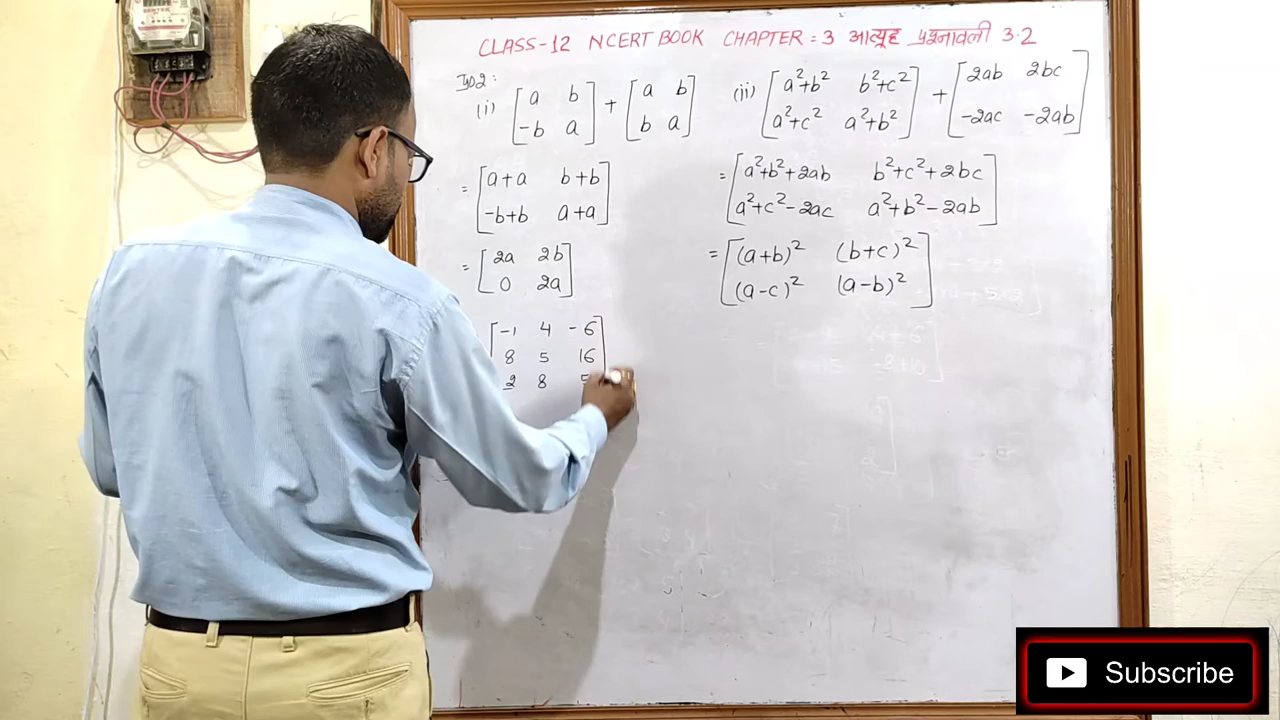 CLASS-12 NCERT BOOK CHAPTER = 3 आव्यूह प्रश्नावली 3.2
प्र02:
(i) [a b
-b a] + [a b
b a]
= [a+a b+b
-b+b a+a]
= [2a 2b
0 2a]
[-1 4 -6
8 5 16
2 8 5
(ii) [a²+b² b²+c²
a²+c² a²+b²] + [2ab 2bc
-2ac -2ab]
= [a²+b²+2ab b²+c²+2bc
a²+c²-2ac a²+b²-2ab]
= [(a+b)² (b+c)²
(a-c)² (a-b)²]
Subscribe